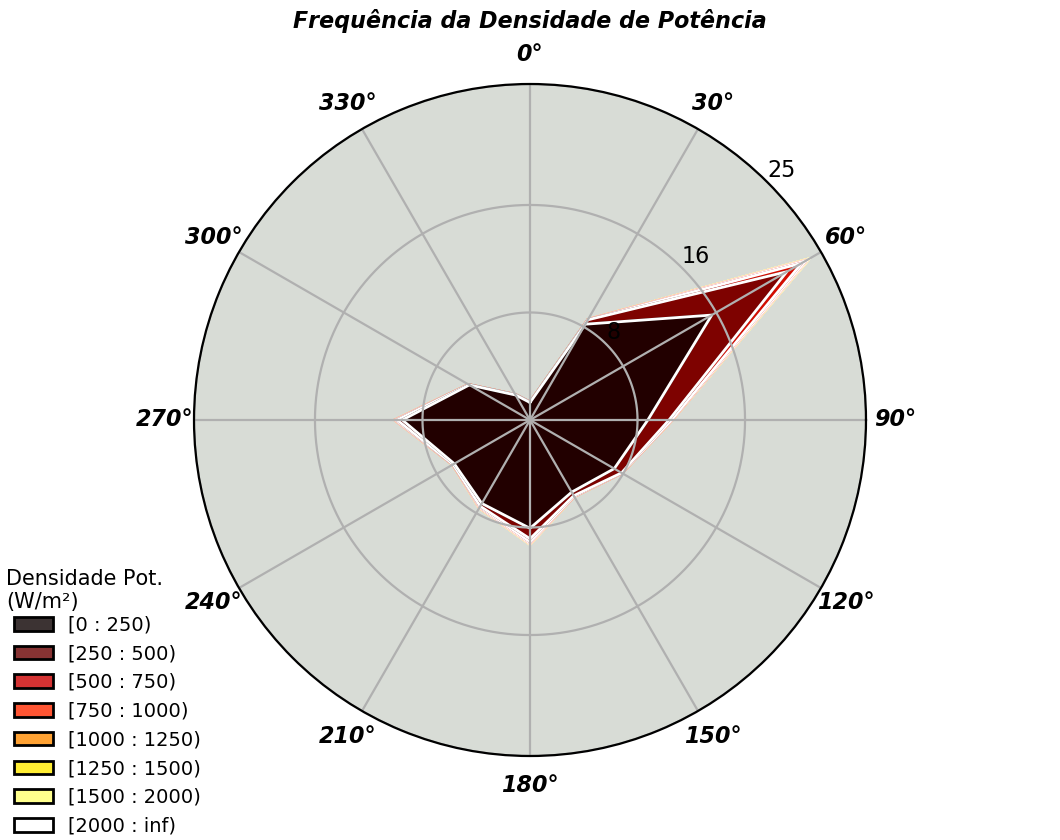 Frequência da Densidade de Potência
0°
330°
30°
25
300°
60°
16
8
270°
90°
Densidade Pot.
(W/m²)
240°
120°
[0 : 250)
[250 : 500)
[500 : 750)
[750 : 1000)
210°
150°
[1000 : 1250)
[1250 : 1500)
180°
[1500 : 2000)
[2000 : inf)